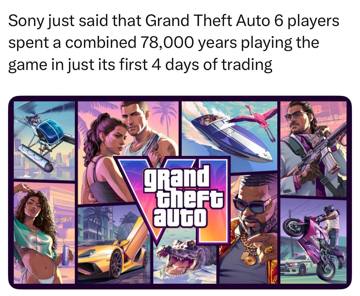 Sony just said that Grand Theft Auto 6 players
spent a combined 78,000 years playing the
game in just its first 4 days of trading
VI
grand
theft
auto